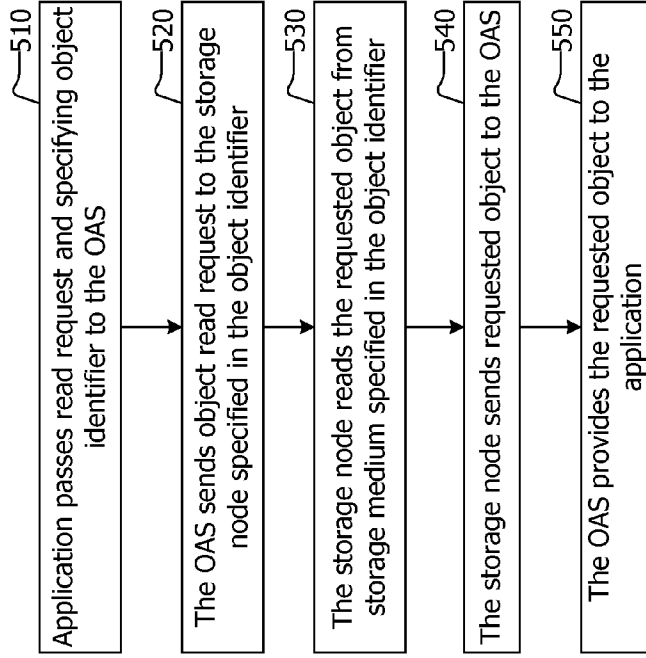 510
Application passes read request and specifying object
identifier to the OAS
520
The OAS sends object read request to the storage
node specified in the object identifier
530
The storage node reads the requested object from
storage medium specified in the object identifier
540
The storage node sends requested object to the OAS
550
The OAS provides the requested object to the
application